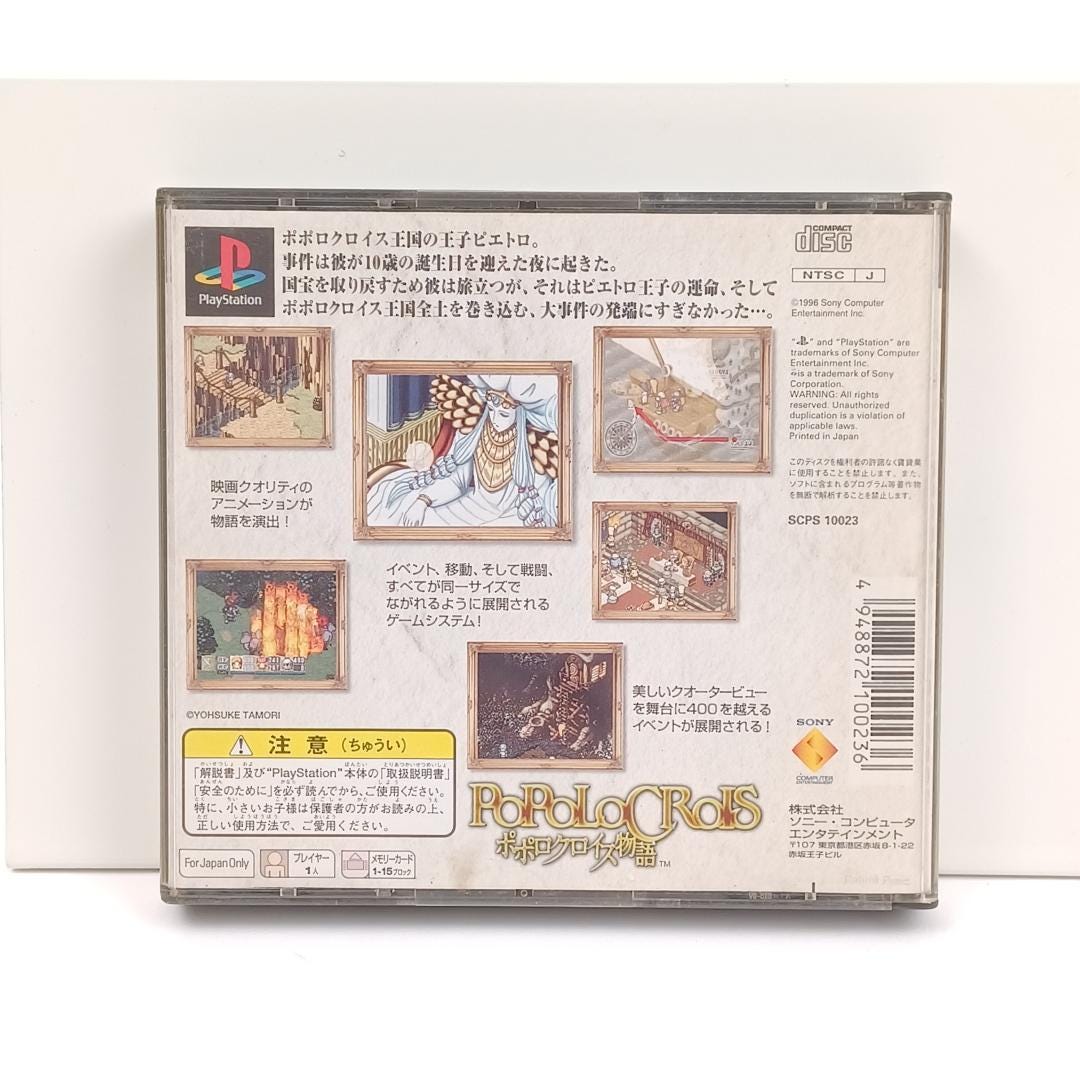 PlayStation
ポポロクロイス王国の王子ピエトロ。
事件は彼が10歳の誕生日を迎えた夜に起きた。
国宝を取り戻すため彼は旅立つが、それはピエトロ王子の運命、そして
ポポロクロイス王国全土を巻き込む、大事件の発端にすぎなかった…。
COMPACT
disc
NTSC J
©1996 Sony Computer
Entertainment Inc.
" " and "PlayStation" are
trademarks of Sony Computer
Entertainment Inc.
is a trademark of Sony
Corporation.
WARNING: All rights
reserved. Unauthorized
duplication is a violation of
applicable laws.
Printed in Japan
このディスクを権利者の許諾なく賃貸業
に使用することを禁止します。また、
ソフトに含まれるプログラム等著作物
を無断で解析することを禁止します。
SCPS 10023
映画クオリティの
アニメーションが
物語を演出！
イベント、移動、そして戦闘、
すべてが同一サイズで
ながれるように展開される
ゲームシステム！
美しいクオータービュー
を舞台に400を越える
イベントが展開される！
4 948872 100236
©YOHSUKE TAMORI
注意（ちゅうい）
「解説書」及び"PlayStation"本体の「取扱説明書」
「安全のために」を必ず読んでから、ご使用ください。
特に、小さいお子様は保護者の方がお読みの上、
正しい使用方法で、ご愛用ください。
For Japan Only
プレイヤー
1人
メモリーカード
1-15ブロック
POPOLOCROIS
ポポロクロイス物語™
SONY
COMPUTER
ENTERTAINMENT
株式会社
ソニー・コンピュータ
エンタテインメント
〒107 東京都港区赤坂8-1-22
赤坂王子ビル